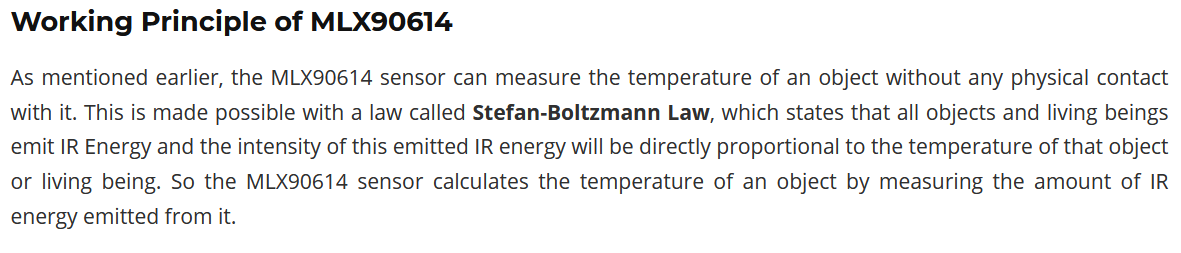 Working Principle of MLX90614
As mentioned earlier, the MLX90614 sensor can measure the temperature of an object without any physical contact
with it. This is made possible with a law called Stefan-Boltzmann Law, which states that all objects and living beings
emit IR Energy and the intensity of this emitted IR energy will be directly proportional to the temperature of that object
or living being. So the MLX90614 sensor calculates the temperature of an object by measuring the amount of IR
energy emitted from it.